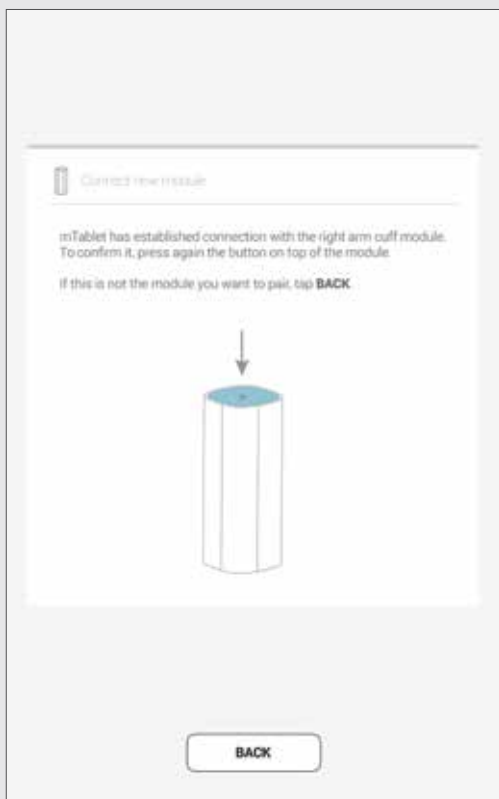 Connect new module
mTablet has established connection with the right arm cuff module.
To confirm it, press again the button on top of the module.
If this is not the module you want to pair, tap BACK.
BACK